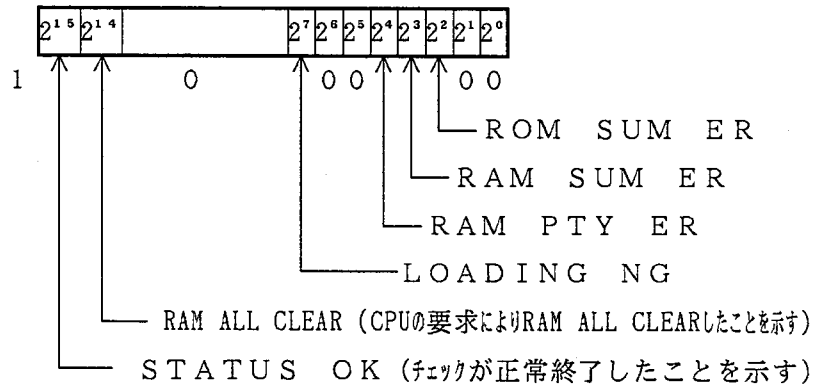 2¹⁵ 2¹⁴ 2⁷ 2⁶ 2⁵ 2⁴ 2³ 2² 2¹ 2⁰
1 0 0 0 0 0
ROM SUM ER
RAM SUM ER
RAM PTY ER
LOADING NG
RAM ALL CLEAR (CPUの要求によりRAM ALL CLEARしたことを示す)
STATUS OK (ﾁｪｯｸが正常終了したことを示す)